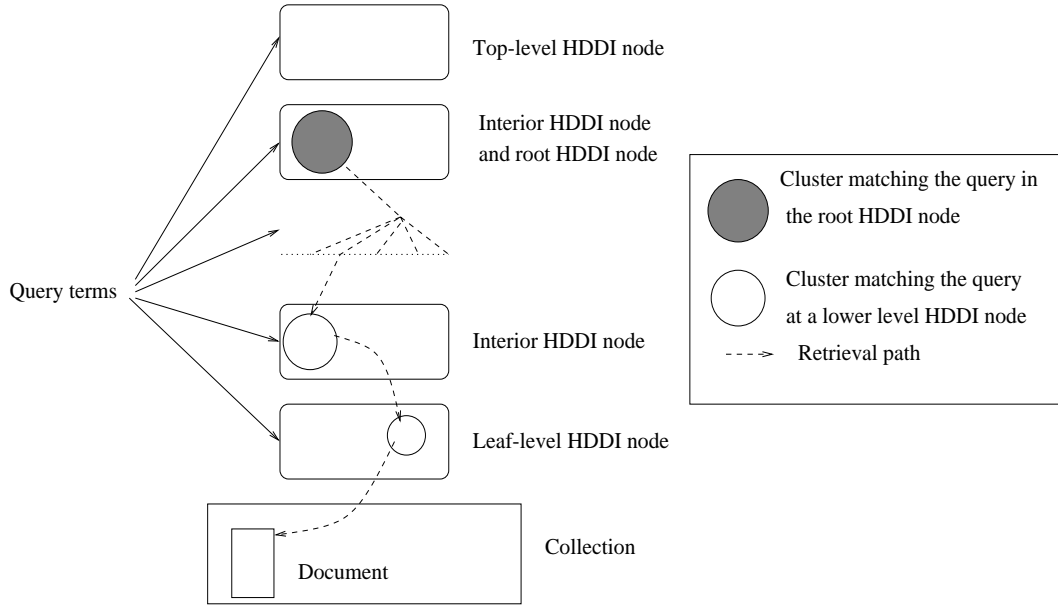 Top-level HDDI node
Interior HDDI node
and root HDDI node
Query terms
Interior HDDI node
Leaf-level HDDI node
Collection
Document
Cluster matching the query in
the root HDDI node
Cluster matching the query
at a lower level HDDI node
Retrieval path